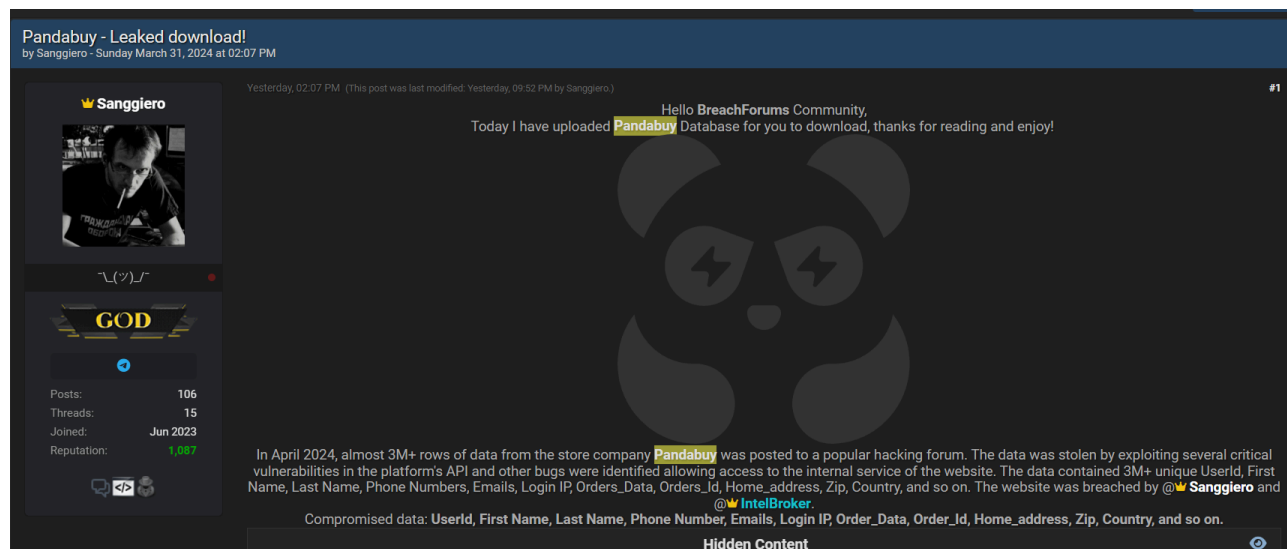 Pandabuy - Leaked download!
by Sanggiero - Sunday March 31, 2024 at 02:07 PM
Sanggiero
ГРАЖДАНСКАЯ
ОБОРОНА
¯\_(ツ)_/¯
GOD
Posts: 106
Threads: 15
Joined: Jun 2023
Reputation: 1,087
Yesterday, 02:07 PM (This post was last modified: Yesterday, 09:52 PM by Sanggiero.)
#1
Hello BreachForums Community,
Today I have uploaded Pandabuy Database for you to download, thanks for reading and enjoy!
In April 2024, almost 3M+ rows of data from the store company Pandabuy was posted to a popular hacking forum. The data was stolen by exploiting several critical
vulnerabilities in the platform's API and other bugs were identified allowing access to the internal service of the website. The data contained 3M+ unique UserId, First
Name, Last Name, Phone Numbers, Emails, Login IP, Orders_Data, Orders_Id, Home_address, Zip, Country, and so on. The website was breached by @Sanggiero and
@IntelBroker.
Compromised data: UserId, First Name, Last Name, Phone Number, Emails, Login IP, Order_Data, Order_Id, Home_address, Zip, Country, and so on.
Hidden Content